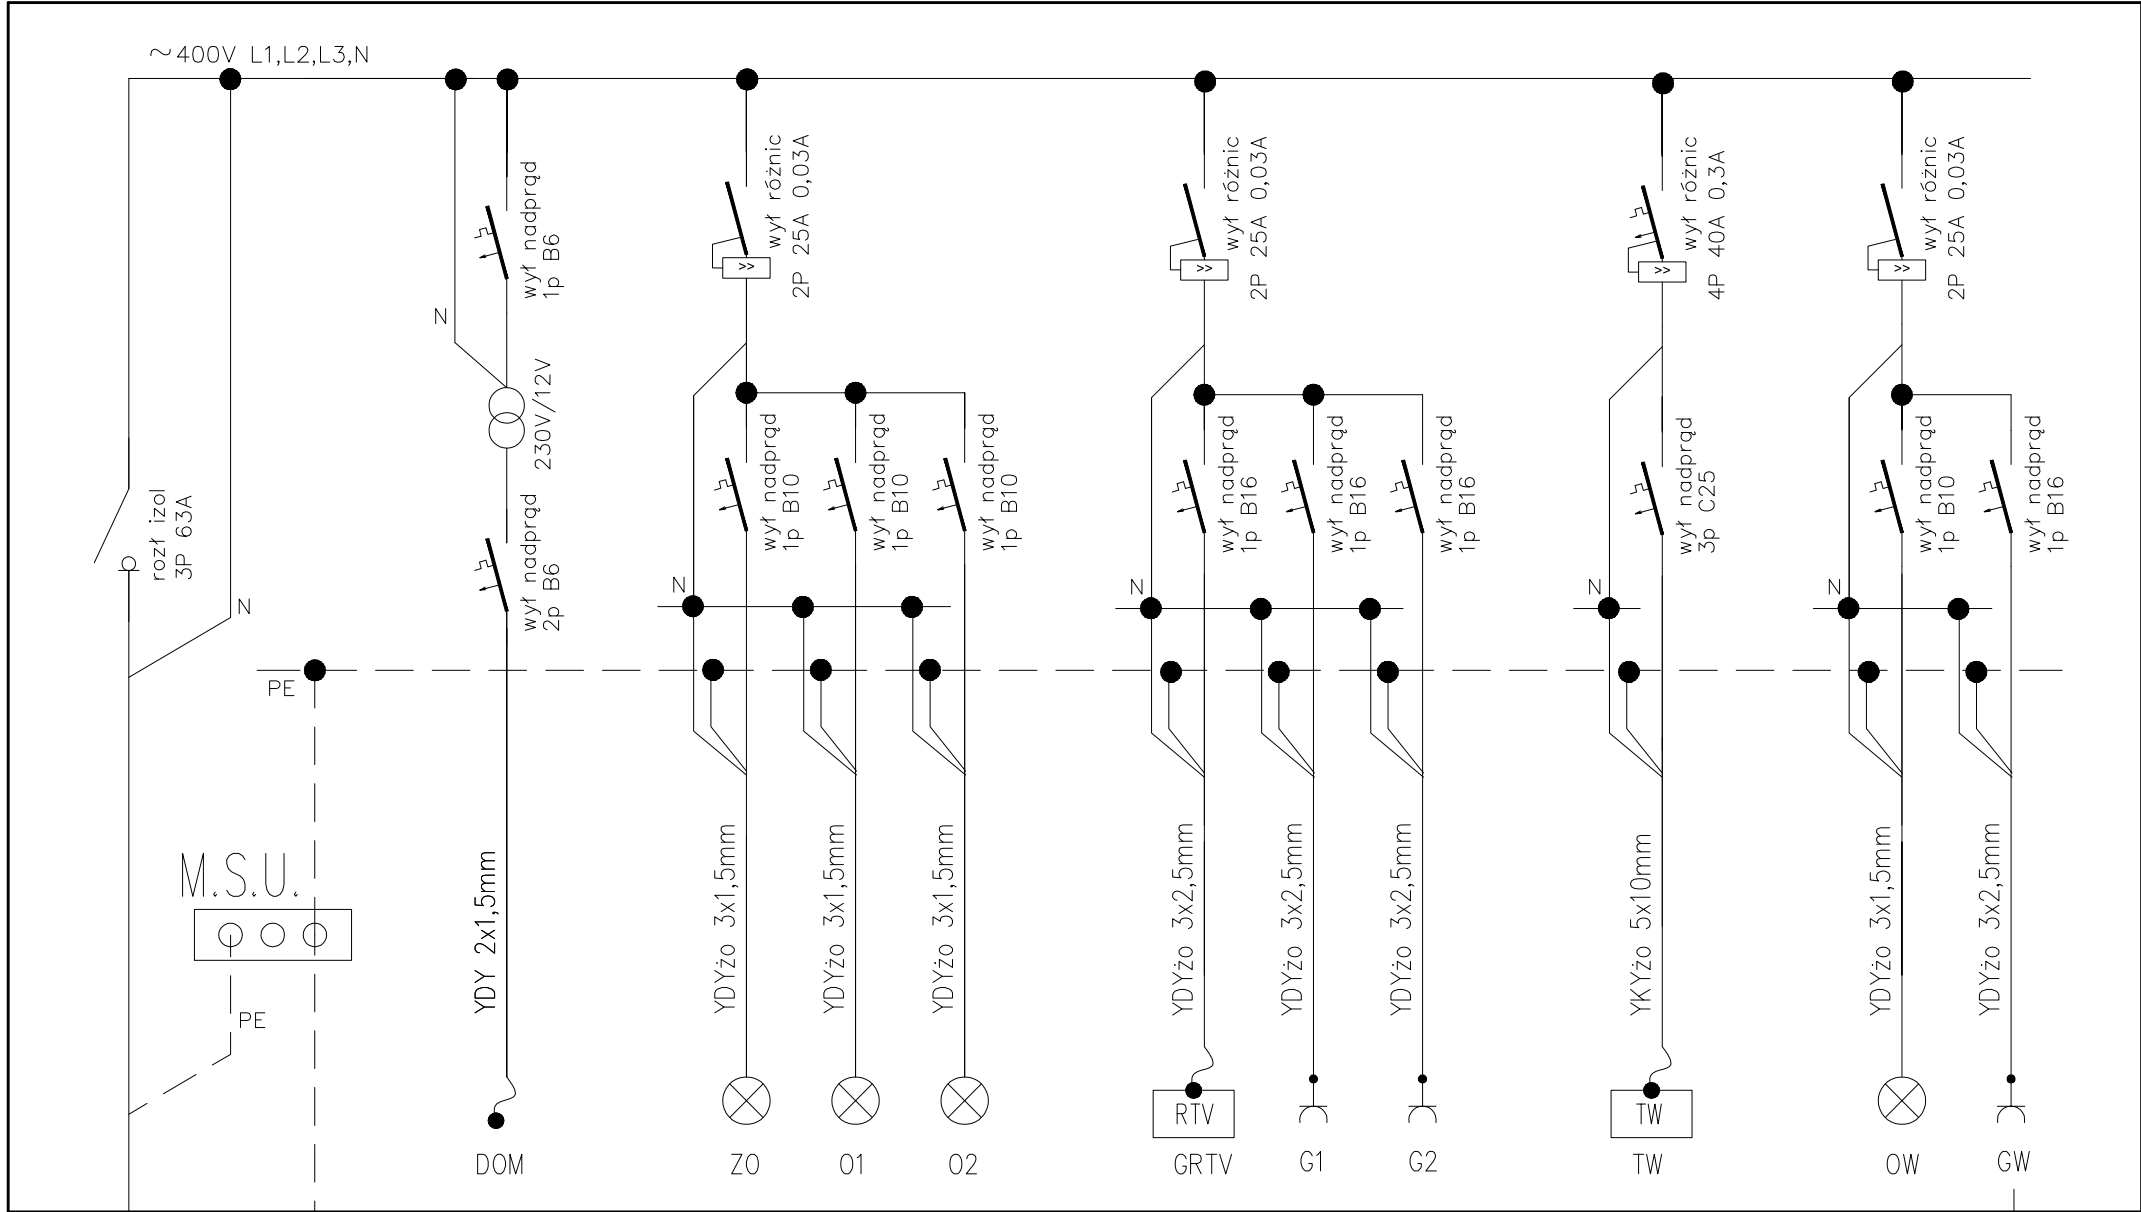 ~400V L1,L2,L3,N
rozł izol
3P 63A
N
PE
M.S.U.
PE
N
wył nadprąd
1p B6
230V/12V
wył nadprąd
2p B6
YDY 2x1,5mm
DOM
wył różnic
2P 25A 0,03A
>>
N
wył nadprąd
1p B10
wył nadprąd
1p B10
wył nadprąd
1p B10
YDYżo 3x1,5mm
YDYżo 3x1,5mm
YDYżo 3x1,5mm
ZO
O1
O2
wył różnic
2P 25A 0,03A
>>
N
wył nadprąd
1p B16
wył nadprąd
1p B16
wył nadprąd
1p B16
YDYżo 3x2,5mm
YDYżo 3x2,5mm
YDYżo 3x2,5mm
RTV
GRTV
G1
G2
wył różnic
4P 40A 0,3A
>>
N
wył nadprąd
3p C25
YKYżo 5x10mm
TW
TW
wył różnic
2P 25A 0,03A
>>
N
wył nadprąd
1p B10
wył nadprąd
1p B16
YDYżo 3x1,5mm
YDYżo 3x2,5mm
OW
GW